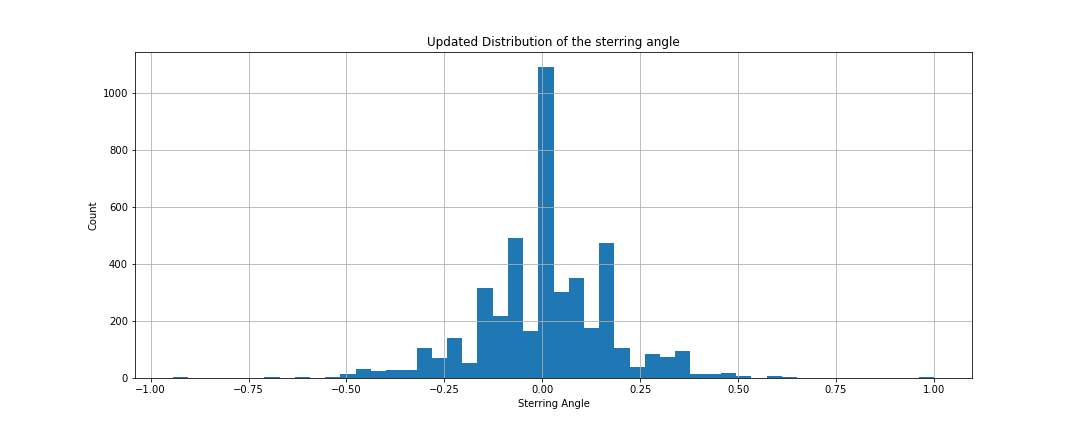 Updated Distribution of the sterring angle
1000
800
600
400
200
0
Count
−1.00 −0.75 −0.50 −0.25 0.00 0.25 0.50 0.75 1.00
Sterring Angle